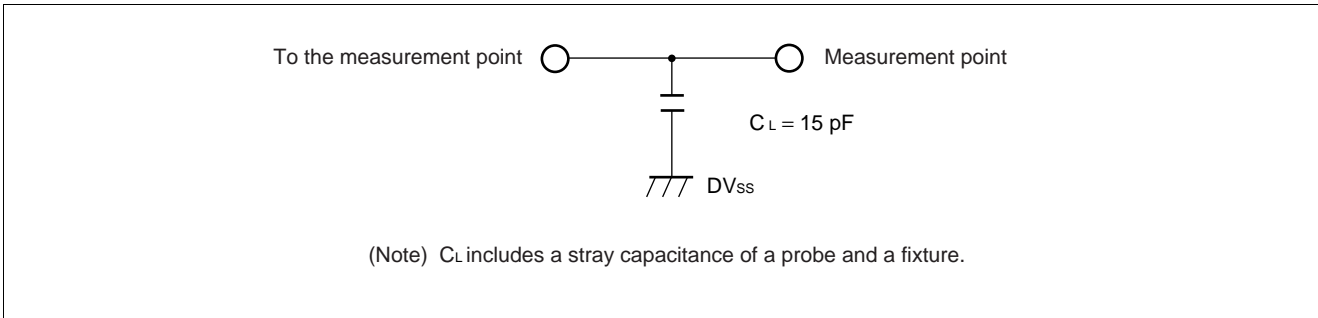 To the measurement point
Measurement point
CL = 15 pF
DVSS
(Note) CL includes a stray capacitance of a probe and a fixture.